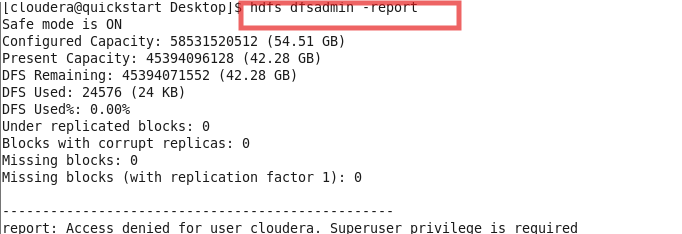 [cloudera@quickstart Desktop]$ hdfs dfsadmin -report
Safe mode is ON
Configured Capacity: 58531520512 (54.51 GB)
Present Capacity: 45394096128 (42.28 GB)
DFS Remaining: 45394071552 (42.28 GB)
DFS Used: 24576 (24 KB)
DFS Used%: 0.00%
Under replicated blocks: 0
Blocks with corrupt replicas: 0
Missing blocks: 0
Missing blocks (with replication factor 1): 0
-------------------------------------------------
report: Access denied for user cloudera. Superuser privilege is required